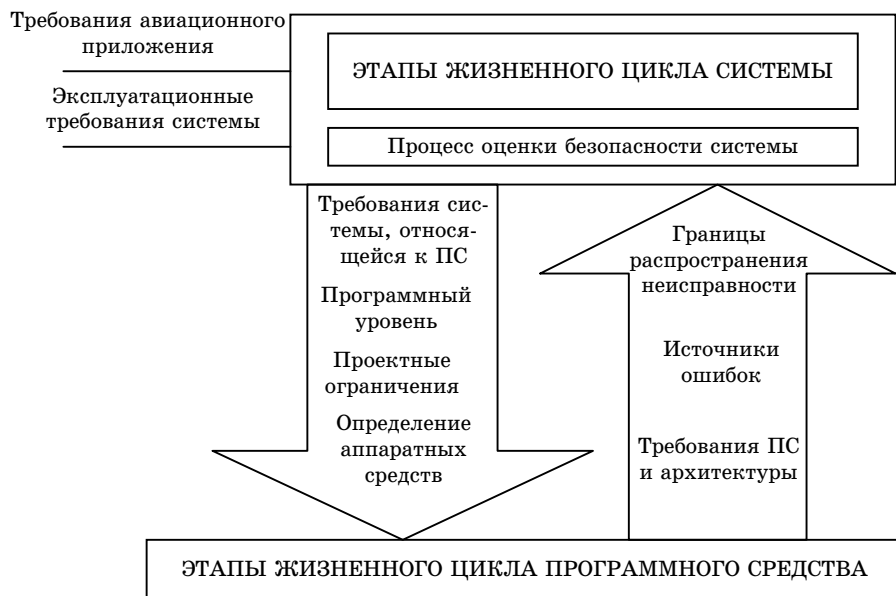 Требования авиационного
приложения
Эксплуатационные
требования системы
ЭТАПЫ ЖИЗНЕННОГО ЦИКЛА СИСТЕМЫ
Процесс оценки безопасности системы
Требования сис-
темы, относя-
щейся к ПС
Программный
уровень
Проектные
ограничения
Определение
аппаратных
средств
Границы
распространения
неисправности
Источники
ошибок
Требования ПС
и архитектуры
ЭТАПЫ ЖИЗНЕННОГО ЦИКЛА ПРОГРАММНОГО СРЕДСТВА